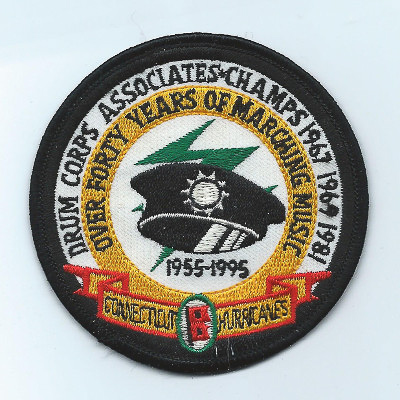 DRUM CORPS ASSOCIATES*CHAMPS 1967 1969 1981
OVER FORTY YEARS OF MARCHING MUSIC
1955-1995
CONNECTICUT HURRICANES